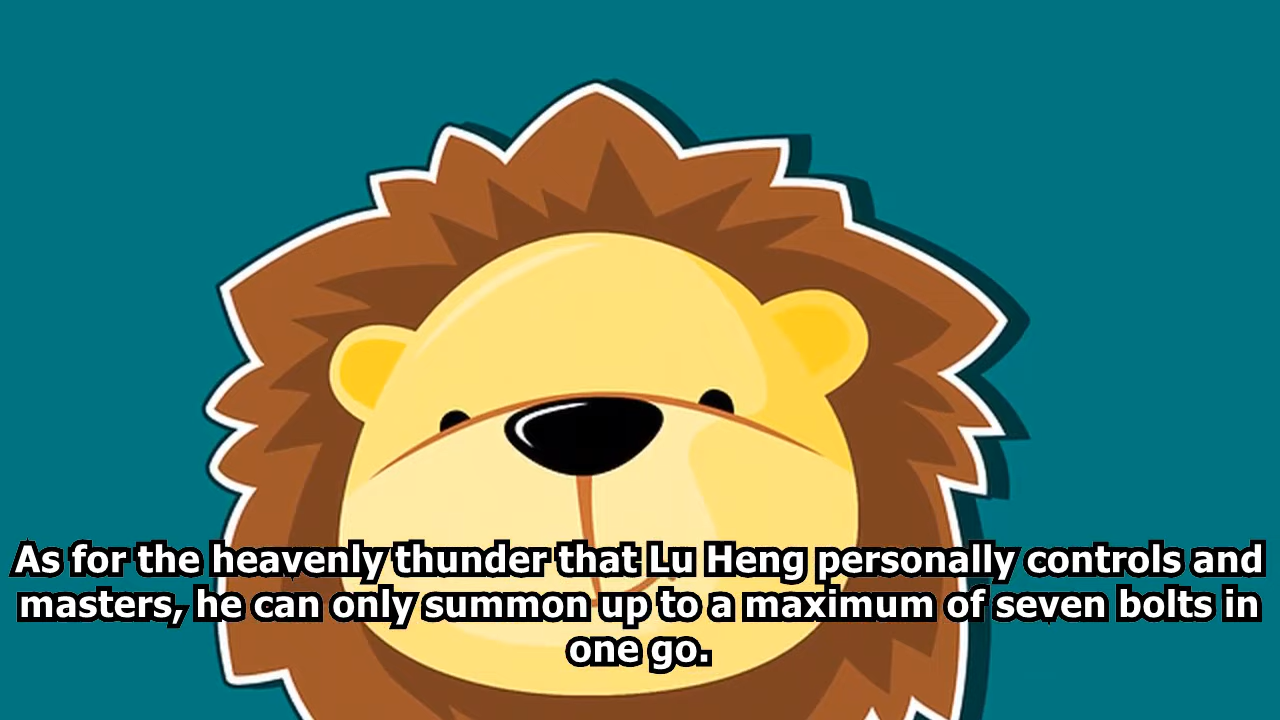 As for the heavenly thunder that Lu Heng personally controls and
masters, he can only summon up to a maximum of seven bolts in
one go.